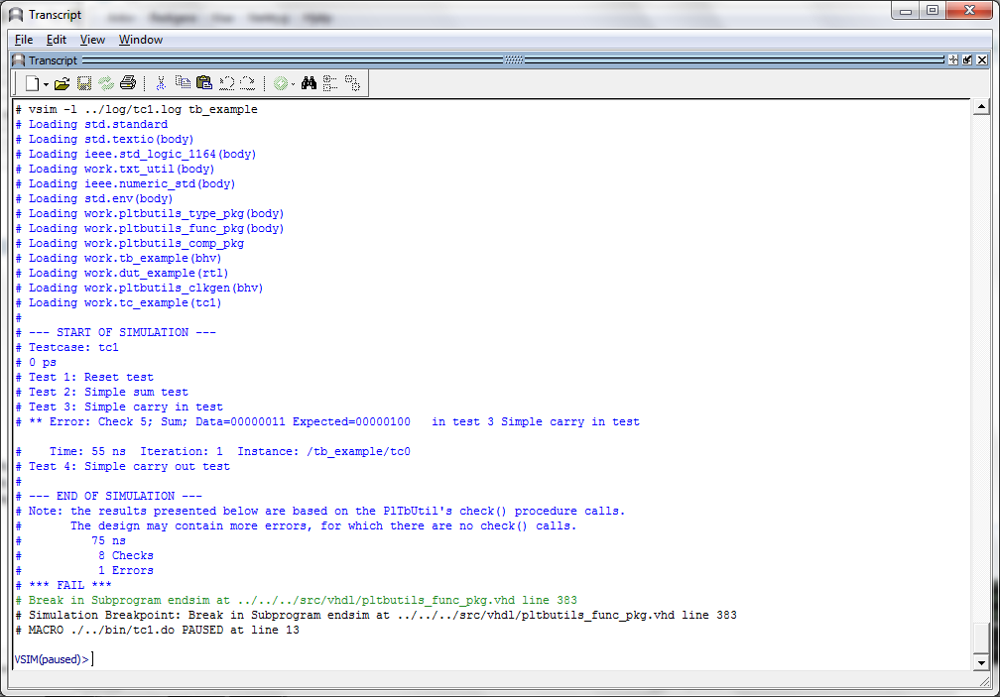 Transcript
File Edit View Window
Transcript
# vsim -l ../log/tc1.log tb_example
# Loading std.standard
# Loading std.textio(body)
# Loading ieee.std_logic_1164(body)
# Loading work.txt_util(body)
# Loading ieee.numeric_std(body)
# Loading std.env(body)
# Loading work.pltbutils_type_pkg(body)
# Loading work.pltbutils_func_pkg(body)
# Loading work.pltbutils_comp_pkg
# Loading work.tb_example(bhv)
# Loading work.dut_example(rtl)
# Loading work.pltbutils_clkgen(bhv)
# Loading work.tc_example(tc1)
#
# --- START OF SIMULATION ---
# Testcase: tc1
# 0 ps
# Test 1: Reset test
# Test 2: Simple sum test
# Test 3: Simple carry in test
# ** Error: Check 5; Sum; Data=00000011 Expected=00000100   in test 3 Simple carry in test
#    Time: 55 ns  Iteration: 1  Instance: /tb_example/tc0
# Test 4: Simple carry out test
#
# --- END OF SIMULATION ---
# Note: the results presented below are based on the PlTbUtil's check() procedure calls.
#       The design may contain more errors, for which there are no check() calls.
#          75 ns
#           8 Checks
#           1 Errors
# *** FAIL ***
# Break in Subprogram endsim at ../../../src/vhdl/pltbutils_func_pkg.vhd line 383
# Simulation Breakpoint: Break in Subprogram endsim at ../../../src/vhdl/pltbutils_func_pkg.vhd line 383
# MACRO ./../bin/tc1.do PAUSED at line 13
VSIM(paused)>